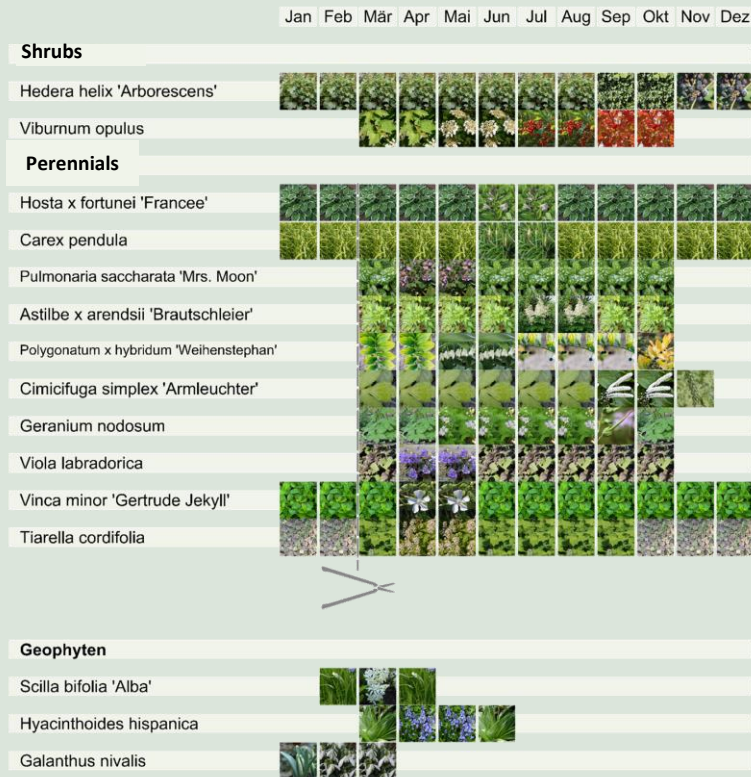 Jan Feb Mär Apr Mai Jun Jul Aug Sep Okt Nov Dez
Shrubs
Hedera helix 'Arborescens'
Viburnum opulus
Perennials
Hosta x fortunei 'Francee'
Carex pendula
Pulmonaria saccharata 'Mrs. Moon'
Astilbe x arendsii 'Brautschleier'
Polygonatum x hybridum 'Weihenstephan'
Cimicifuga simplex 'Armleuchter'
Geranium nodosum
Viola labradorica
Vinca minor 'Gertrude Jekyll'
Tiarella cordifolia
Geophyten
Scilla bifolia 'Alba'
Hyacinthoides hispanica
Galanthus nivalis